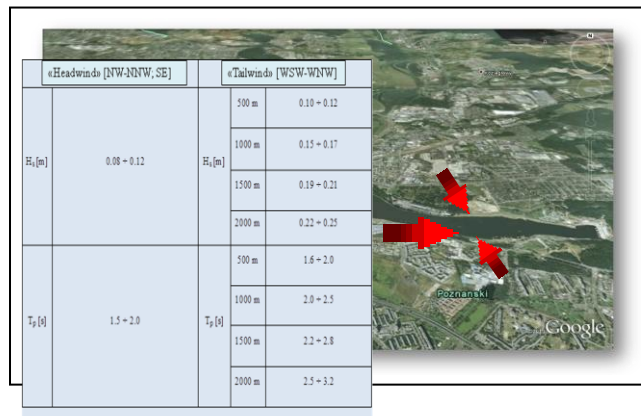 «Headwind» [NW-NNW; SE] «Tailwind» [WSW-WNW]
Hs [m] 0.08 ÷ 0.12 Hs [m] 500 m 0.10 ÷ 0.12
1000 m 0.15 ÷ 0.17
1500 m 0.19 ÷ 0.21
2000 m 0.22 ÷ 0.25
Tp [s] 1.5 ÷ 2.0 Tp [s] 500 m 1.6 ÷ 2.0
1000 m 2.0 ÷ 2.5
1500 m 2.2 ÷ 2.8
2000 m 2.5 ÷ 3.2
Poznanski
Google